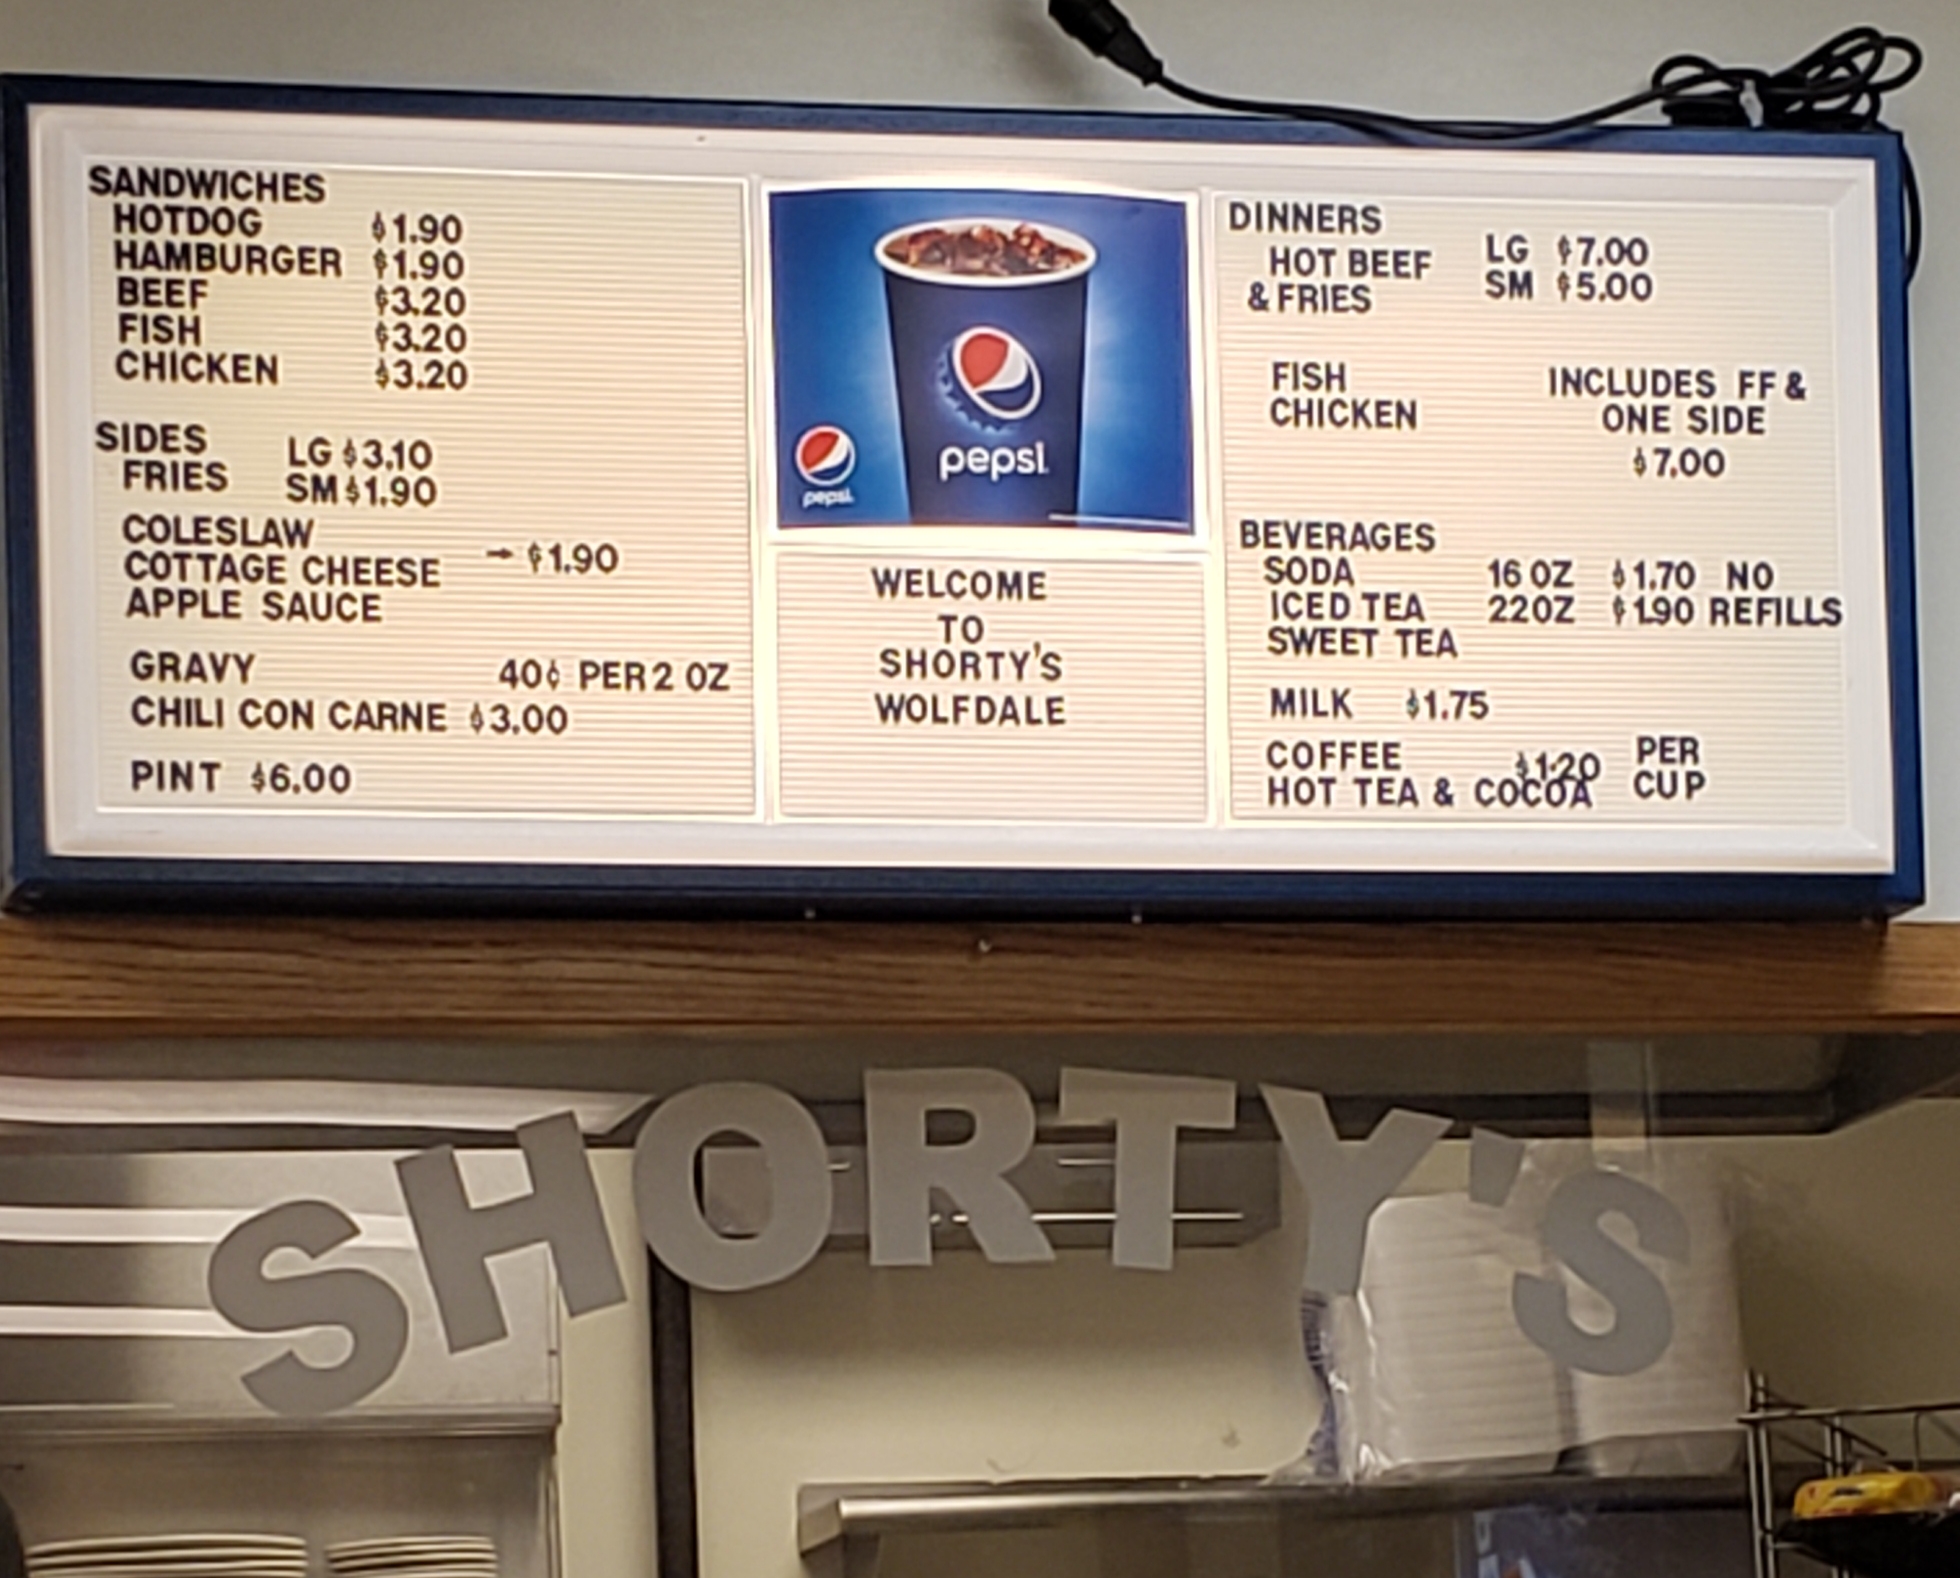 SANDWICHES
HOTDOG $1.90
HAMBURGER $1.90
BEEF $3.20
FISH $3.20
CHICKEN $3.20
SIDES
FRIES LG $3.10
SM $1.90
COLESLAW
COTTAGE CHEESE → $1.90
APPLE SAUCE
GRAVY 40¢ PER 2 OZ
CHILI CON CARNE $3.00
PINT $6.00
pepsi
pepsi
WELCOME
TO
SHORTY'S
WOLFDALE
DINNERS
HOT BEEF LG $7.00
& FRIES SM $5.00
FISH INCLUDES FF &
CHICKEN ONE SIDE
$7.00
BEVERAGES
SODA 16 OZ $1.70 NO
ICED TEA 22OZ $1.90 REFILLS
SWEET TEA
MILK $1.75
COFFEE $1.20 PER
HOT TEA & COCOA CUP
SHORTY'S